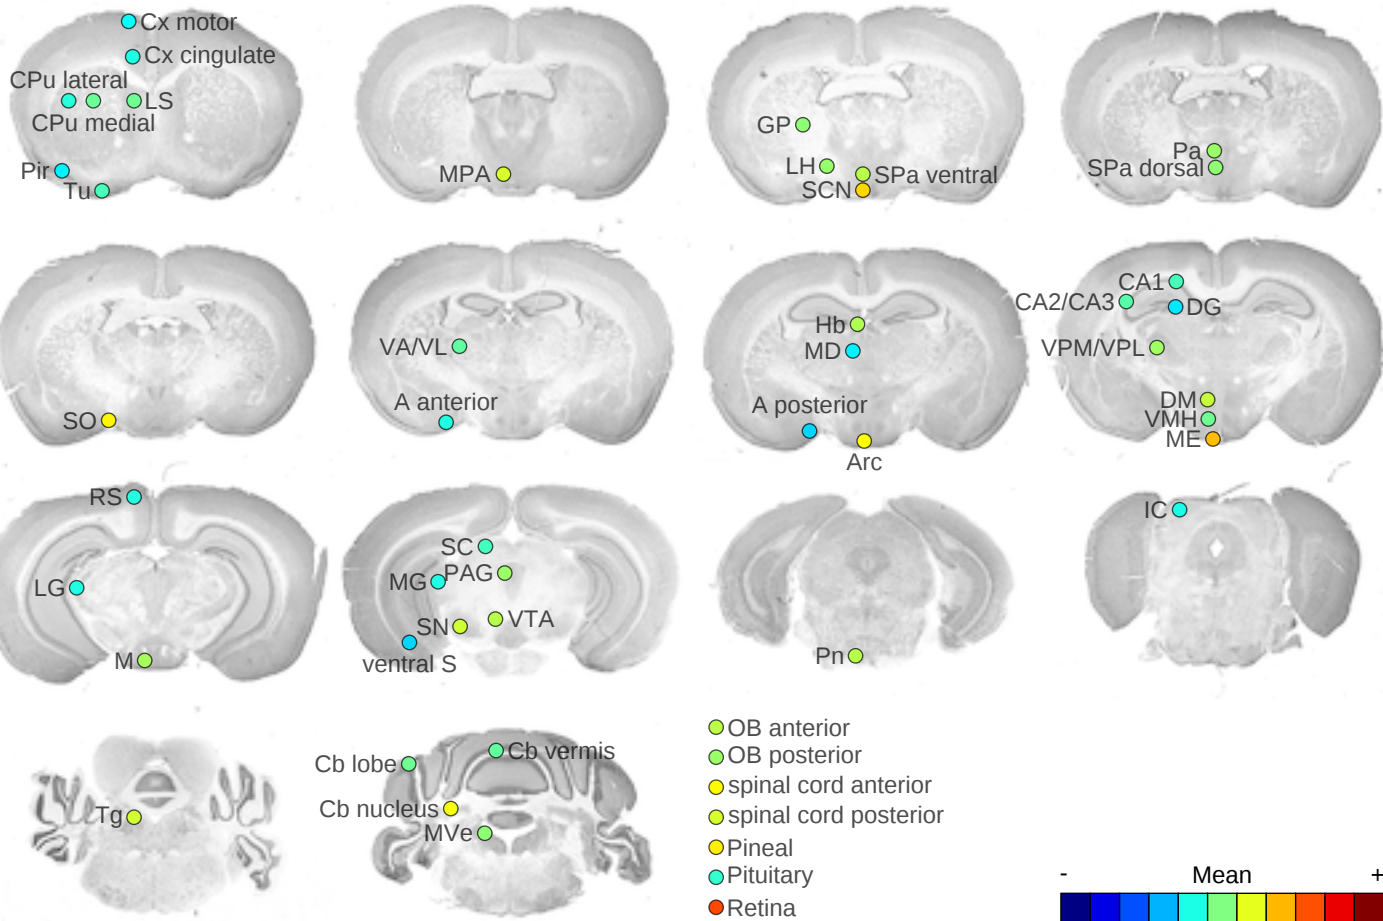 Cx motor
Cx cingulate
CPu lateral
LS
CPu medial
Pir
Tu
MPA
GP
LH
SPa ventral
SCN
Pa
SPa dorsal
SO
VA/VL
A anterior
Hb
MD
A posterior
Arc
CA1
CA2/CA3
DG
VPM/VPL
DM
VMH
ME
RS
LG
M
SC
MG
PAG
SN
VTA
ventral S
Pn
IC
Tg
Cb lobe
Cb vermis
Cb nucleus
MVe
OB anterior
OB posterior
spinal cord anterior
spinal cord posterior
Pineal
Pituitary
Retina
- Mean +